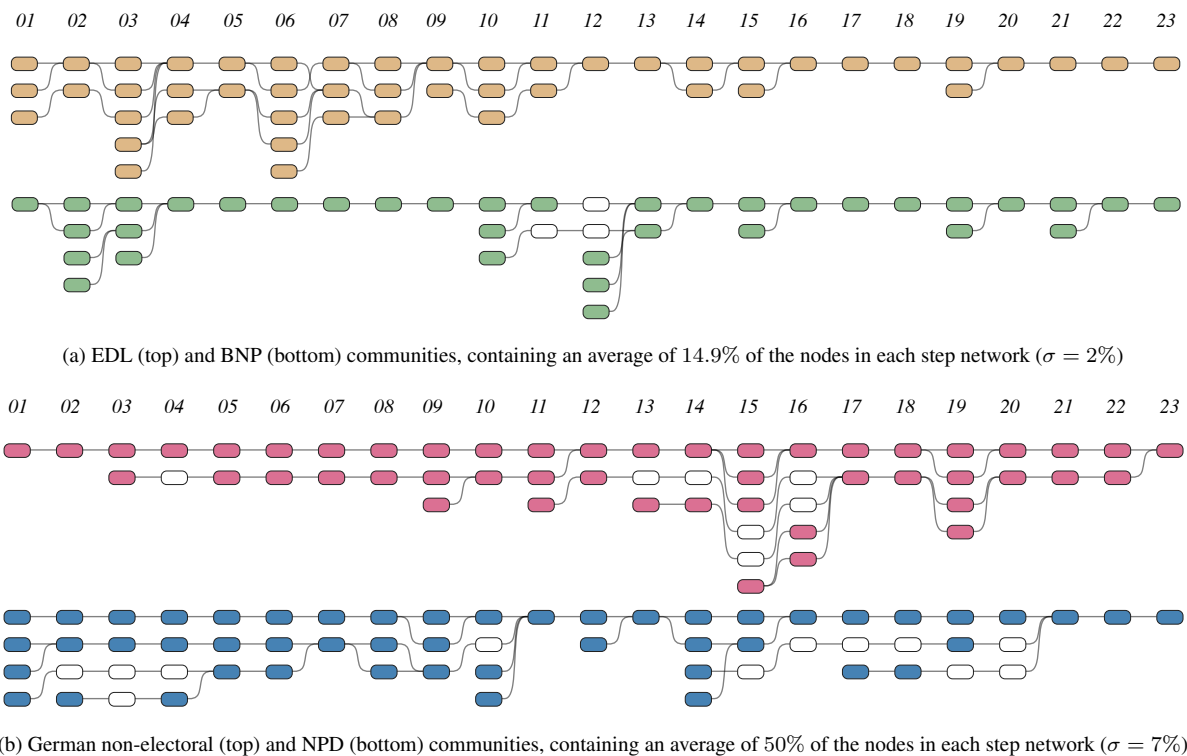 01 02 03 04 05 06 07 08 09 10 11 12 13 14 15 16 17 18 19 20 21 22 23
(a) EDL (top) and BNP (bottom) communities, containing an average of 14.9% of the nodes in each step network (σ = 2%)
01 02 03 04 05 06 07 08 09 10 11 12 13 14 15 16 17 18 19 20 21 22 23
(b) German non-electoral (top) and NPD (bottom) communities, containing an average of 50% of the nodes in each step network (σ = 7%)